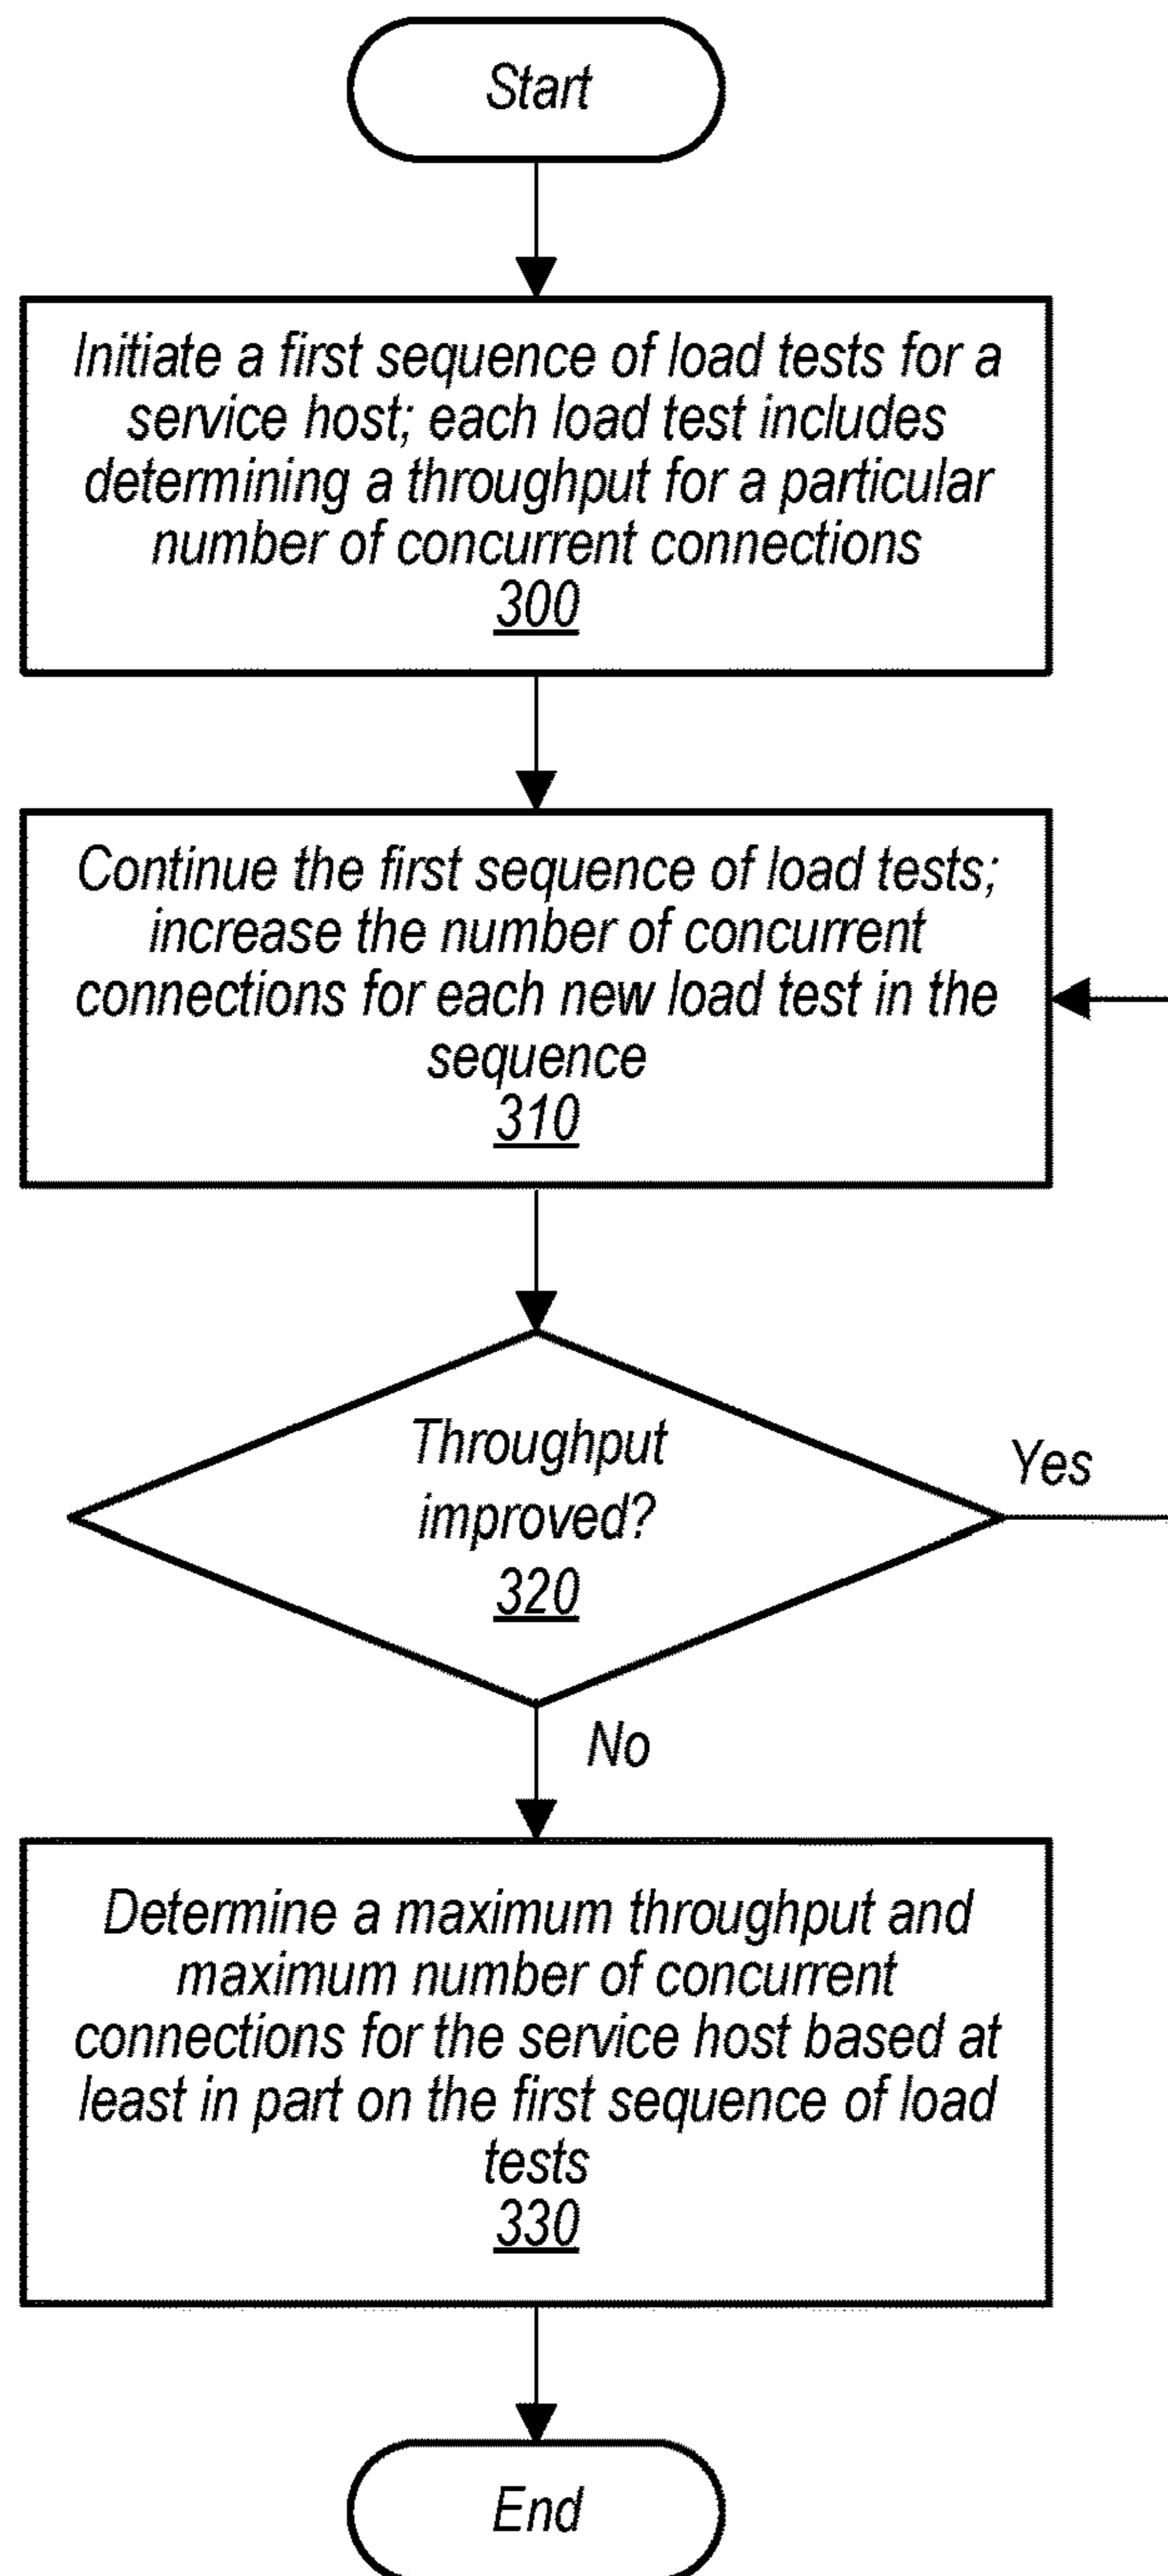 Start
Initiate a first sequence of load tests for a
service host; each load test includes
determining a throughput for a particular
number of concurrent connections
300
Continue the first sequence of load tests;
increase the number of concurrent
connections for each new load test in the
sequence
310
Throughput
improved?
320
Yes
No
Determine a maximum throughput and
maximum number of concurrent
connections for the service host based at
least in part on the first sequence of load
tests
330
End